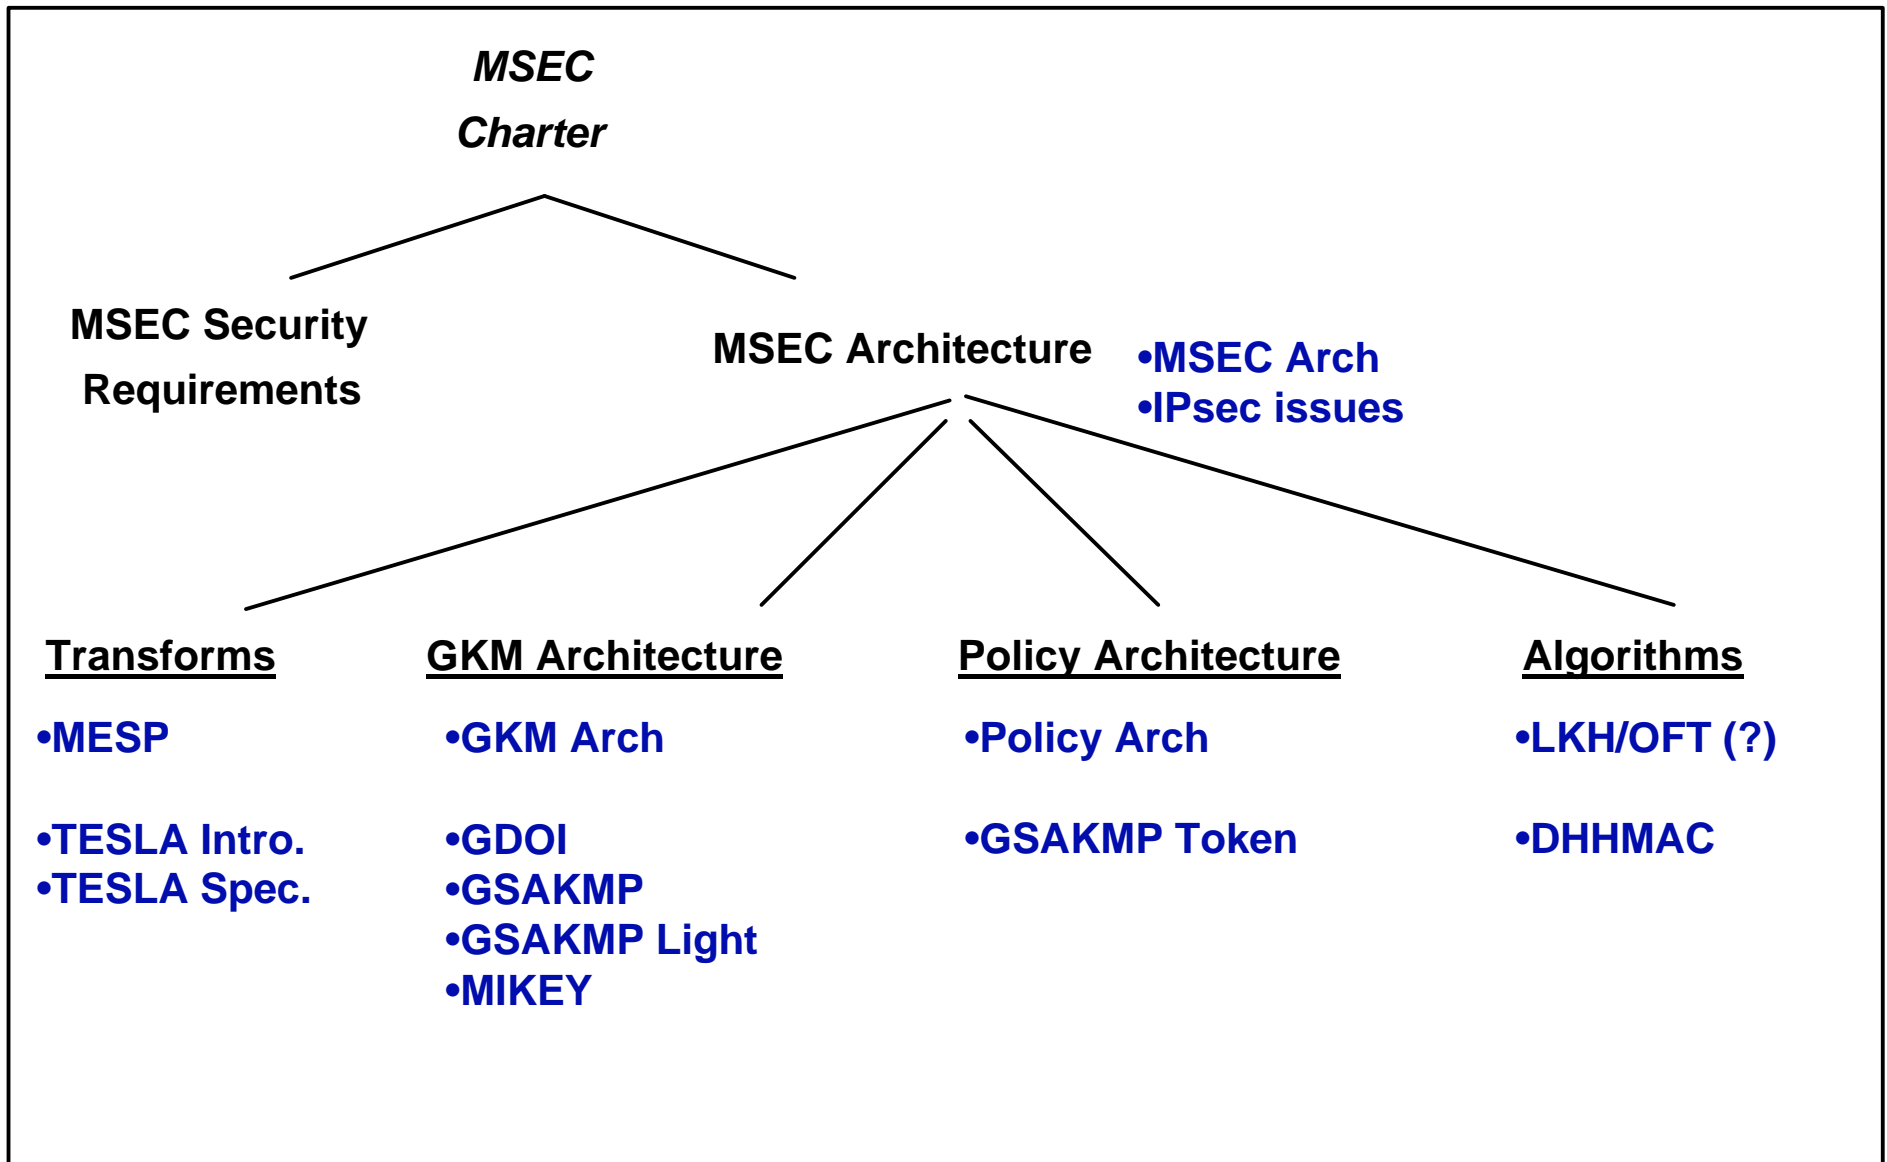 MSEC
Charter
MSEC Security
Requirements
MSEC Architecture
•MSEC Arch
•IPsec issues
Transforms
•MESP
•TESLA Intro.
•TESLA Spec.
GKM Architecture
•GKM Arch
•GDOI
•GSAKMP
•GSAKMP Light
•MIKEY
Policy Architecture
•Policy Arch
•GSAKMP Token
Algorithms
•LKH/OFT (?)
•DHHMAC